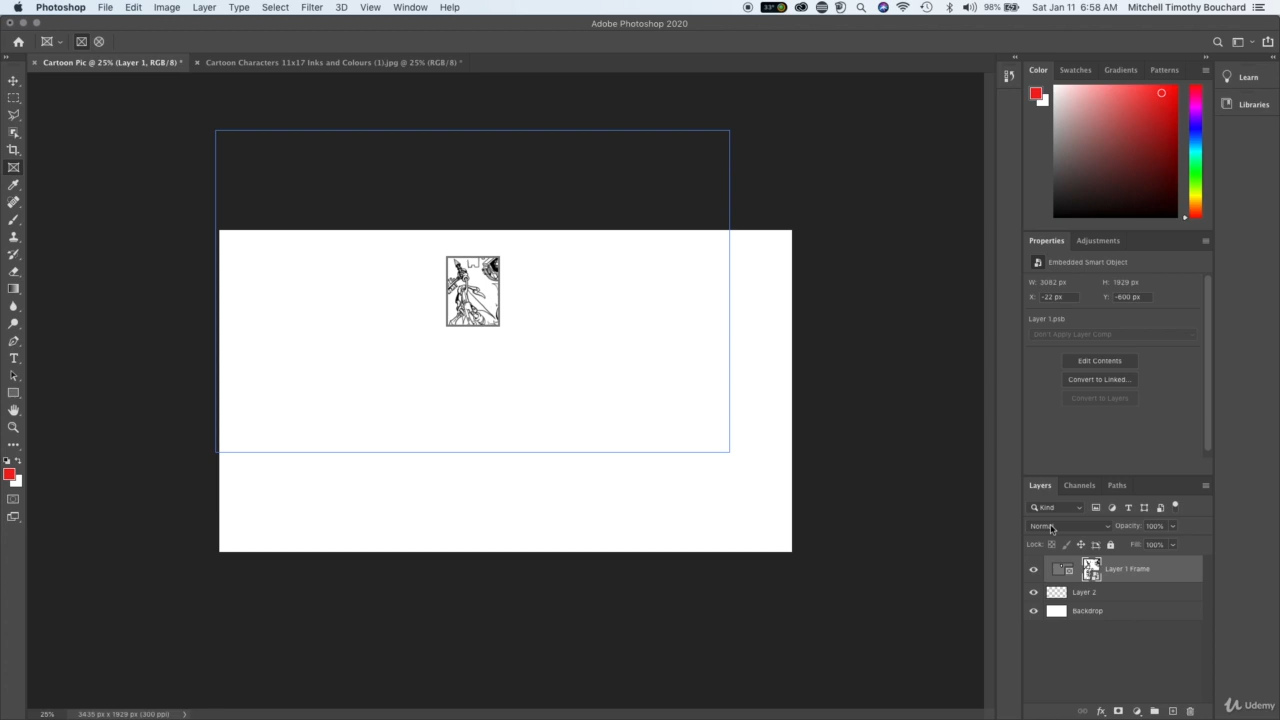 Photoshop File Edit Image Layer Type Select Filter 3D View Window Help 33° 98% Sat Jan 11 6:58 AM Mitchell Timothy Bouchard
Adobe Photoshop 2020
Cartoon Pic @ 25% (Layer 1, RGB/8) * Cartoon Characters 11x17 Inks and Colours (1).jpg @ 25% (RGB/8) *
Color Swatches Gradients Patterns
Learn
Libraries
Properties Adjustments
Embedded Smart Object
W: 3082 px H: 1929 px
X: -22 px Y: -600 px
Layer 1.psb
Don't Apply Layer Comp
Edit Contents
Convert to Linked...
Convert to Layers
Layers Channels Paths
Kind
Normal Opacity: 100%
Lock: Fill: 100%
Layer 1 Frame
Layer 2
Backdrop
25% 3435 px x 1929 px (300 ppi)
Udemy